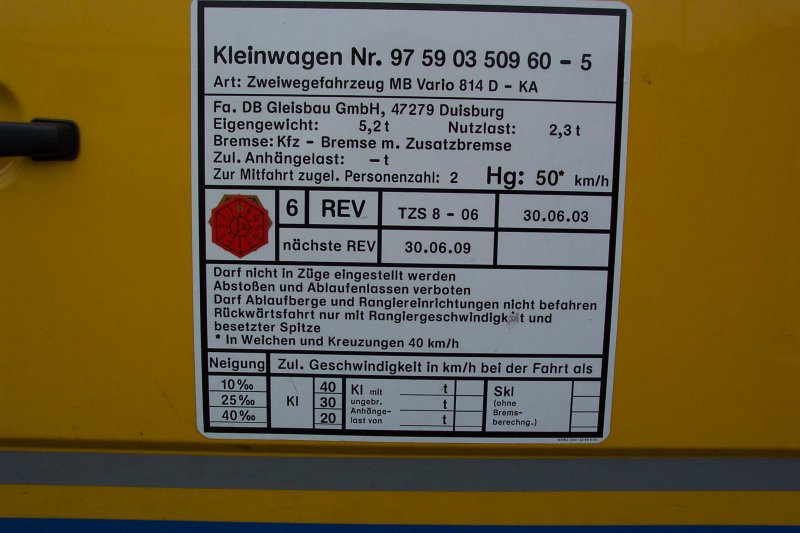 Kleinwagen Nr. 97 59 03 509 60 - 5
Art: Zweiwegefahrzeug MB Vario 814 D - KA
Fa. DB Gleisbau GmbH, 47279 Duisburg
Eigengewicht: 5,2 t Nutzlast: 2,3 t
Bremse: Kfz - Bremse m. Zusatzbremse
Zul. Anhängelast: - t
Zur Mitfahrt zugel. Personenzahl: 2 Hg: 50* km/h
6 REV TZS 8 - 06 30.06.03
nächste REV 30.06.09
Darf nicht in Züge eingestellt werden
Abstoßen und Ablaufenlassen verboten
Darf Ablaufberge und Rangiereinrichtungen nicht befahren
Rückwärtsfahrt nur mit Rangiergeschwindigkeit und
besetzter Spitze
* In Weichen und Kreuzungen 40 km/h
Neigung Zul. Geschwindigkeit in km/h bei der Fahrt als
10 ‰ 40 Kl mit t Skl
25 ‰ Kl 30 ungebr. t (ohne
40 ‰ 20 Anhänge- Brems-
last von t berechng.)